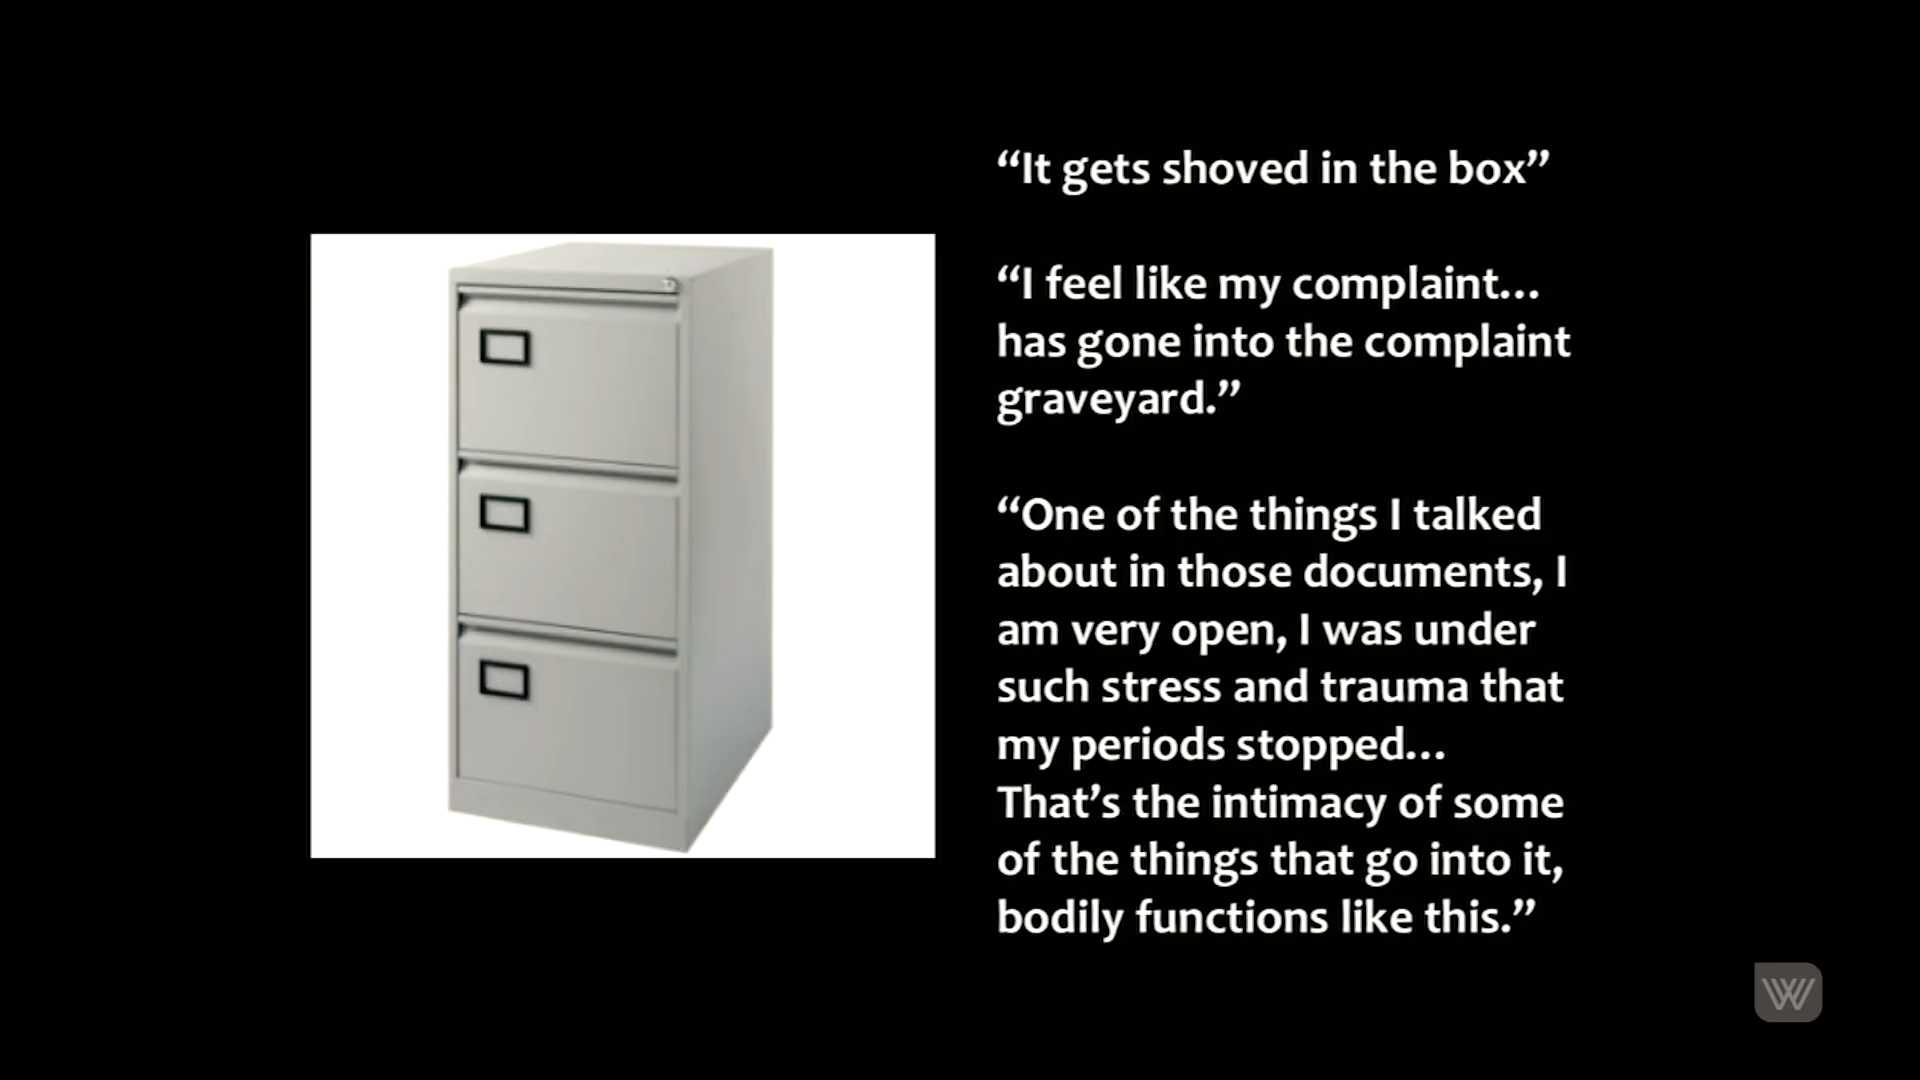 “It gets shoved in the box”
“I feel like my complaint...
has gone into the complaint
graveyard.”
“One of the things I talked
about in those documents, I
am very open, I was under
such stress and trauma that
my periods stopped...
That’s the intimacy of some
of the things that go into it,
bodily functions like this.”
W